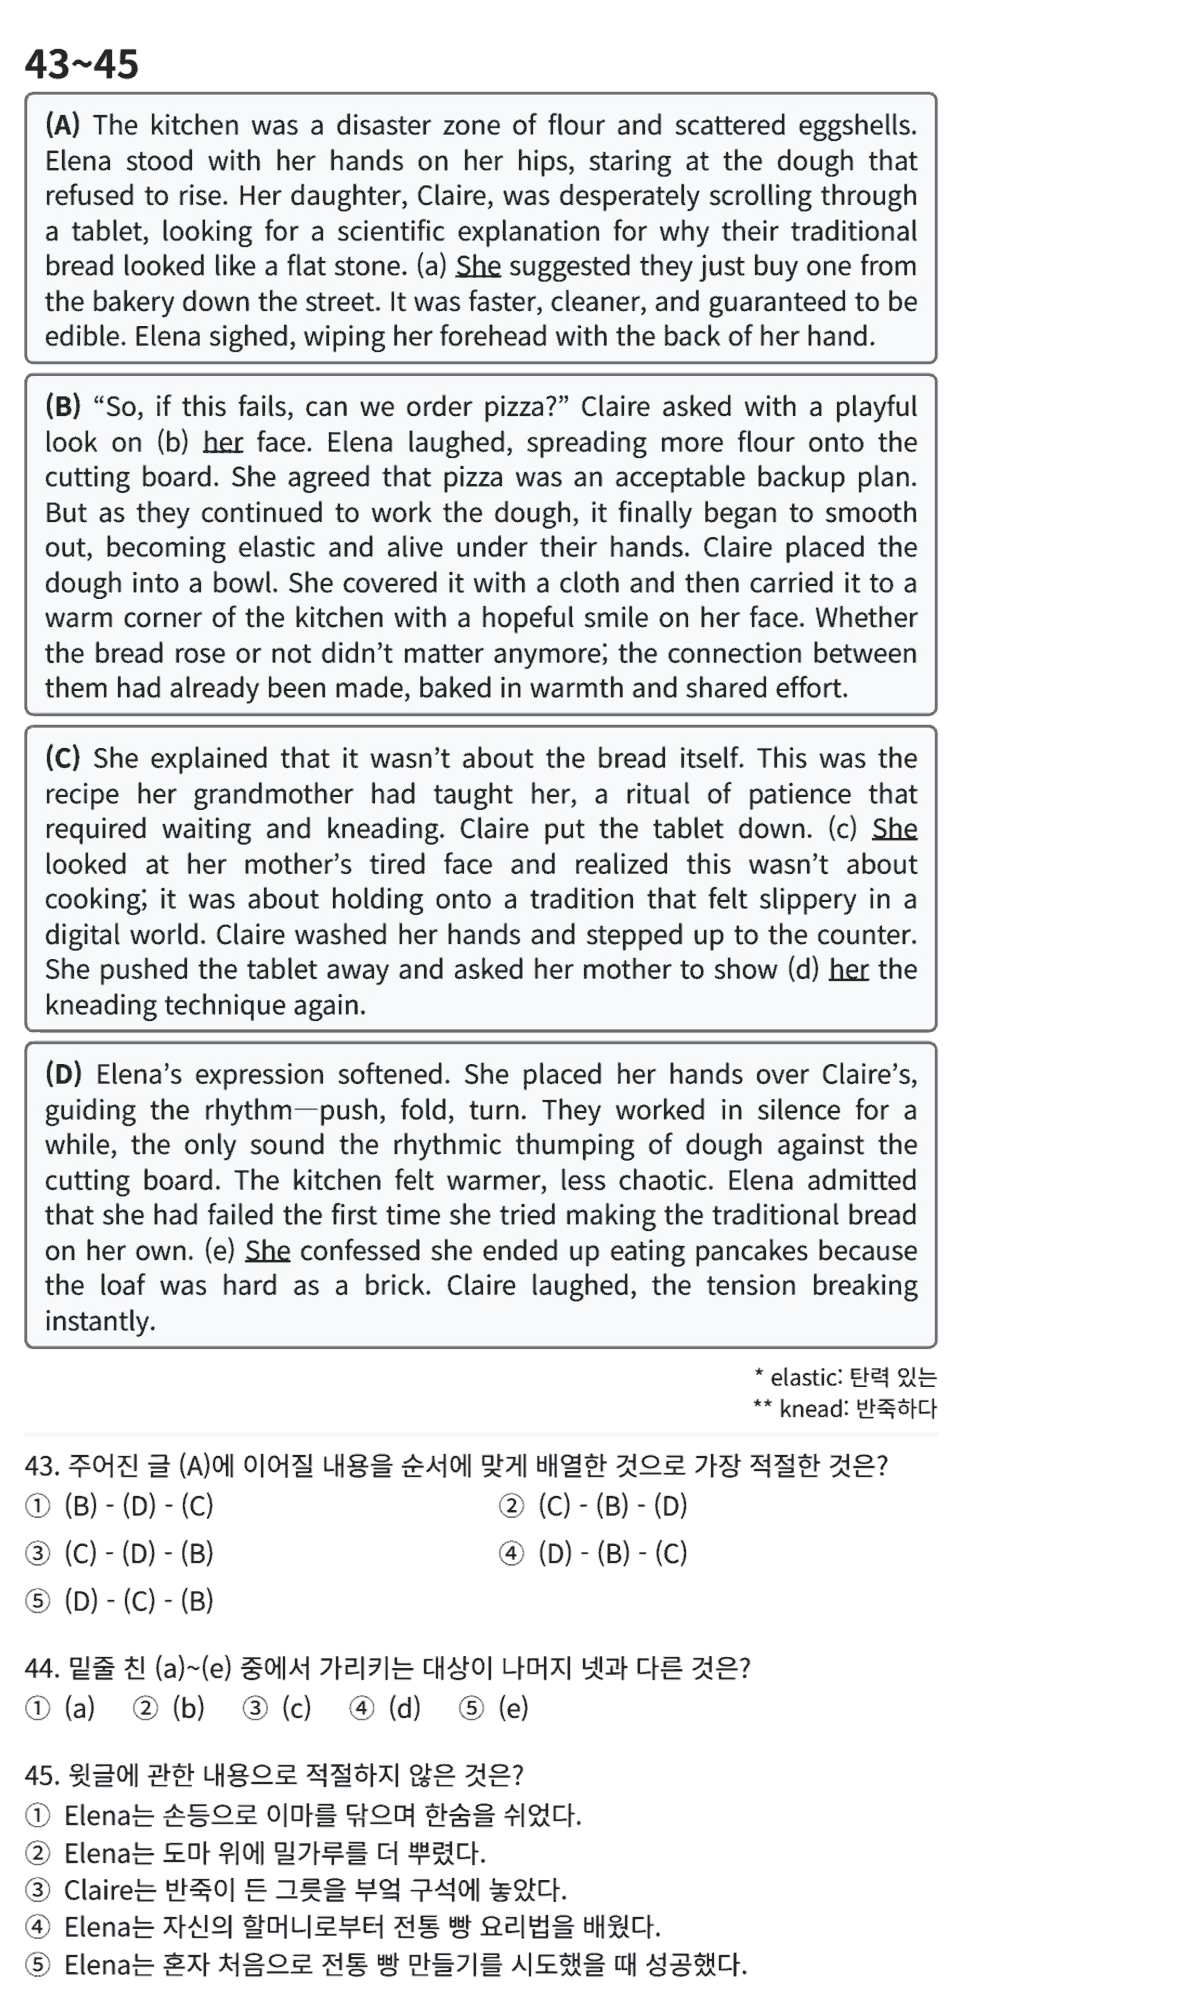 43~45
(A) The kitchen was a disaster zone of flour and scattered eggshells.
Elena stood with her hands on her hips, staring at the dough that
refused to rise. Her daughter, Claire, was desperately scrolling through
a tablet, looking for a scientific explanation for why their traditional
bread looked like a flat stone. (a) She suggested they just buy one from
the bakery down the street. It was faster, cleaner, and guaranteed to be
edible. Elena sighed, wiping her forehead with the back of her hand.
(B) “So, if this fails, can we order pizza?” Claire asked with a playful
look on (b) her face. Elena laughed, spreading more flour onto the
cutting board. She agreed that pizza was an acceptable backup plan.
But as they continued to work the dough, it finally began to smooth
out, becoming elastic and alive under their hands. Claire placed the
dough into a bowl. She covered it with a cloth and then carried it to a
warm corner of the kitchen with a hopeful smile on her face. Whether
the bread rose or not didn’t matter anymore; the connection between
them had already been made, baked in warmth and shared effort.
(C) She explained that it wasn’t about the bread itself. This was the
recipe her grandmother had taught her, a ritual of patience that
required waiting and kneading. Claire put the tablet down. (c) She
looked at her mother’s tired face and realized this wasn’t about
cooking; it was about holding onto a tradition that felt slippery in a
digital world. Claire washed her hands and stepped up to the counter.
She pushed the tablet away and asked her mother to show (d) her the
kneading technique again.
(D) Elena’s expression softened. She placed her hands over Claire’s,
guiding the rhythm—push, fold, turn. They worked in silence for a
while, the only sound the rhythmic thumping of dough against the
cutting board. The kitchen felt warmer, less chaotic. Elena admitted
that she had failed the first time she tried making the traditional bread
on her own. (e) She confessed she ended up eating pancakes because
the loaf was hard as a brick. Claire laughed, the tension breaking
instantly.
* elastic: 탄력 있는
** knead: 반죽하다
43. 주어진 글 (A)에 이어질 내용을 순서에 맞게 배열한 것으로 가장 적절한 것은?
① (B) - (D) - (C) ② (C) - (B) - (D)
③ (C) - (D) - (B) ④ (D) - (B) - (C)
⑤ (D) - (C) - (B)
44. 밑줄 친 (a)~(e) 중에서 가리키는 대상이 나머지 넷과 다른 것은?
① (a) ② (b) ③ (c) ④ (d) ⑤ (e)
45. 윗글에 관한 내용으로 적절하지 않은 것은?
① Elena는 손등으로 이마를 닦으며 한숨을 쉬었다.
② Elena는 도마 위에 밀가루를 더 뿌렸다.
③ Claire는 반죽이 든 그릇을 부엌 구석에 놓았다.
④ Elena는 자신의 할머니로부터 전통 빵 요리법을 배웠다.
⑤ Elena는 혼자 처음으로 전통 빵 만들기를 시도했을 때 성공했다.